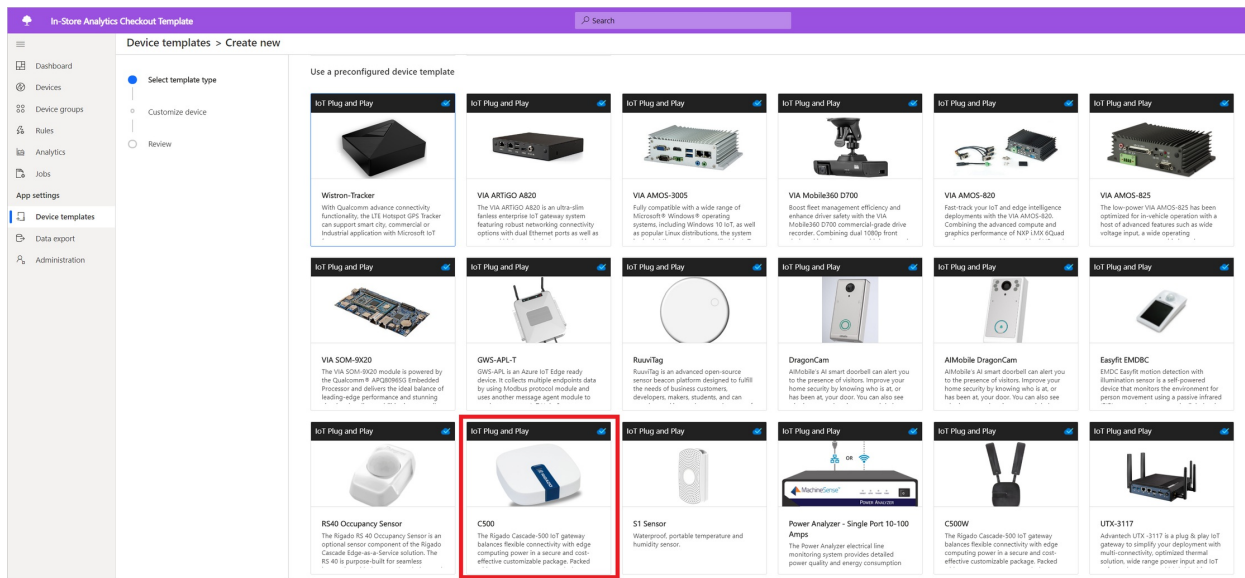 In-Store Analytics Checkout Template
Search
Device templates > Create new
Dashboard
Devices
Device groups
Rules
Analytics
Jobs
App settings
Device templates
Data export
Administration
Select template type
Customize device
Review
Use a preconfigured device template
IoT Plug and Play
Wistron-Tracker
With Qualcomm advance connectivity
functionality, the LTE Hotspot GPS Tracker
can support smart city, commercial or
Industrial application with Microsoft IoT
IoT Plug and Play
VIA ARTiGO A820
The VIA ARTiGO A820 is an ultra-slim
fanless enterprise IoT gateway system
featuring robust networking connectivity
options with dual Ethernet ports as well as
IoT Plug and Play
VIA AMOS-3005
Fully compatible with a wide range of
Microsoft® Windows® operating
systems, including Windows 10 IoT, as well
as popular Linux distributions, the system
IoT Plug and Play
VIA Mobile360 D700
Boost fleet management efficiency and
enhance driver safety with the VIA
Mobile360 D700 commercial-grade drive
recorder. Combining dual 1080p front
IoT Plug and Play
VIA AMOS-820
Fast-track your IoT and edge intelligence
deployments with the VIA AMOS-820.
Combining the advanced compute and
graphics performance of NXP i.MX 6Quad
IoT Plug and Play
VIA AMOS-825
The low-power VIA AMOS-825 has been
optimized for in-vehicle operation with a
host of advanced features such as wide
voltage input, a wide operating
IoT Plug and Play
VIA SOM-9X20
The VIA SOM-9X20 module is powered by
the Qualcomm® APQ8096SG Embedded
Processor and delivers the ideal balance of
leading-edge performance and stunning
IoT Plug and Play
GWS-APL-T
GWS-APL is an Azure IoT Edge ready
device. It collects multiple endpoints data
by using Modbus protocol module and
uses another message agent module to
IoT Plug and Play
RuuviTag
RuuviTag is an advanced open-source
sensor beacon platform designed to fulfill
the needs of business customers,
developers, makers, students, and can
IoT Plug and Play
DragonCam
AIMobile's AI smart doorbell can alert you
to the presence of visitors. Improve your
home security by knowing who is at, or
has been at, your door. You can also see
IoT Plug and Play
AIMobile DragonCam
AIMobile's AI smart doorbell can alert you
to the presence of visitors. Improve your
home security by knowing who is at, or
has been at, your door. You can also see
IoT Plug and Play
Easyfit EMDBC
EMDC Easyfit motion detection with
illumination sensor is a self-powered
device that monitors the environment for
person movement using a passive infrared
IoT Plug and Play
RS40 Occupancy Sensor
The Rigado RS 40 Occupancy Sensor is an
optional sensor component of the Rigado
Cascade Edge-as-a-Service solution. The
RS 40 is purpose-built for seamless
IoT Plug and Play
RIGADO
C500
The Rigado Cascade-500 IoT gateway
balances flexible connectivity with edge
computing power in a secure and cost-
effective customizable package. Packed
IoT Plug and Play
S1 Sensor
Waterproof, portable temperature and
humidity sensor.
IoT Plug and Play
OR
MachineSense
POWER ANALYZER
Power Analyzer - Single Port 10-100
Amps
The Power Analyzer electrical line
monitoring system provides detailed
power quality and energy consumption
IoT Plug and Play
C500W
The Rigado Cascade-500 IoT gateway
balances flexible connectivity with edge
computing power in a secure and cost-
effective customizable package. Packed
IoT Plug and Play
UTX-3117
Advantech UTX -3117 is a plug & play IoT
gateway to simplify your deployment with
multi-connectivity, optimized thermal
solution, wide range power input and IoT